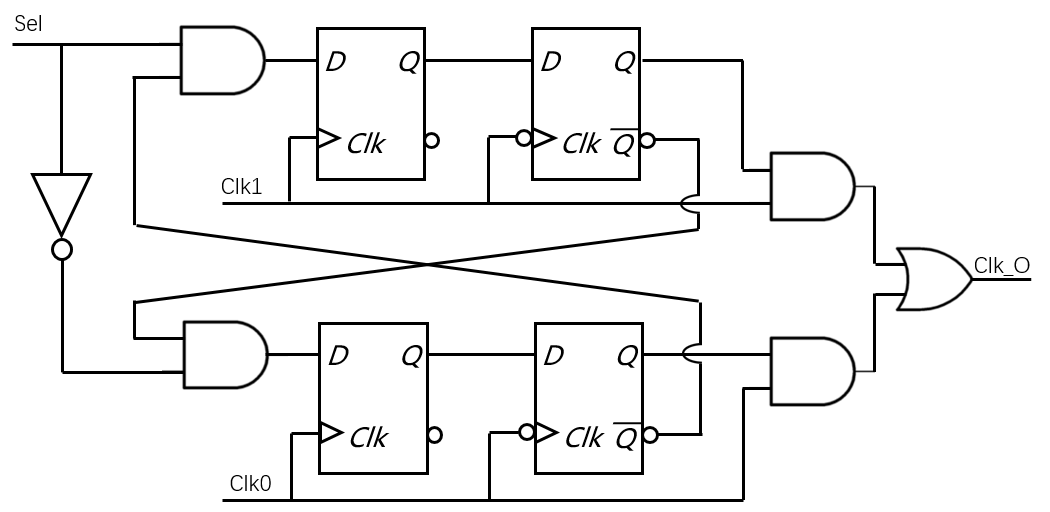 Sel
D Q D Q
Clk Clk Q̅
Clk1
Clk_O
D Q D Q
Clk Clk Q̅
Clk0